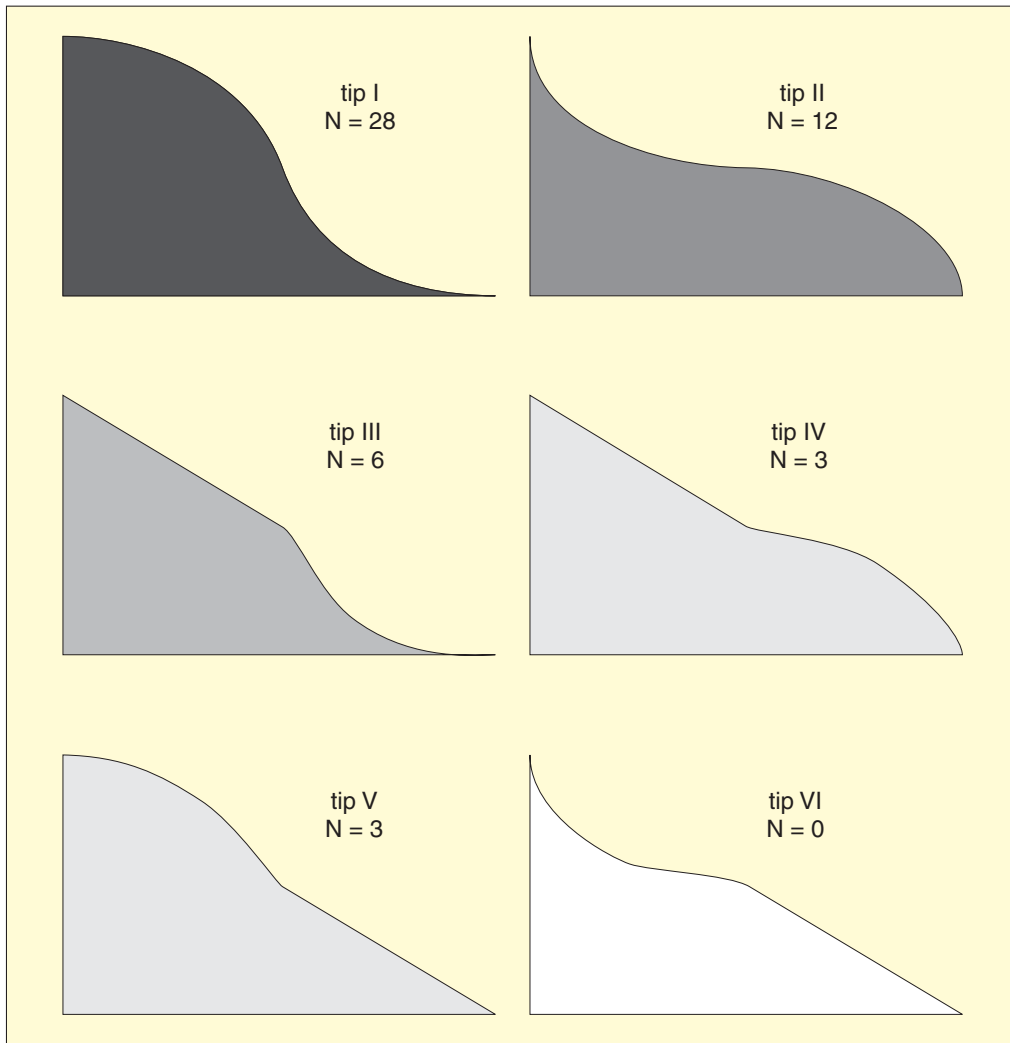 tip I
N = 28
tip II
N = 12
tip III
N = 6
tip IV
N = 3
tip V
N = 3
tip VI
N = 0